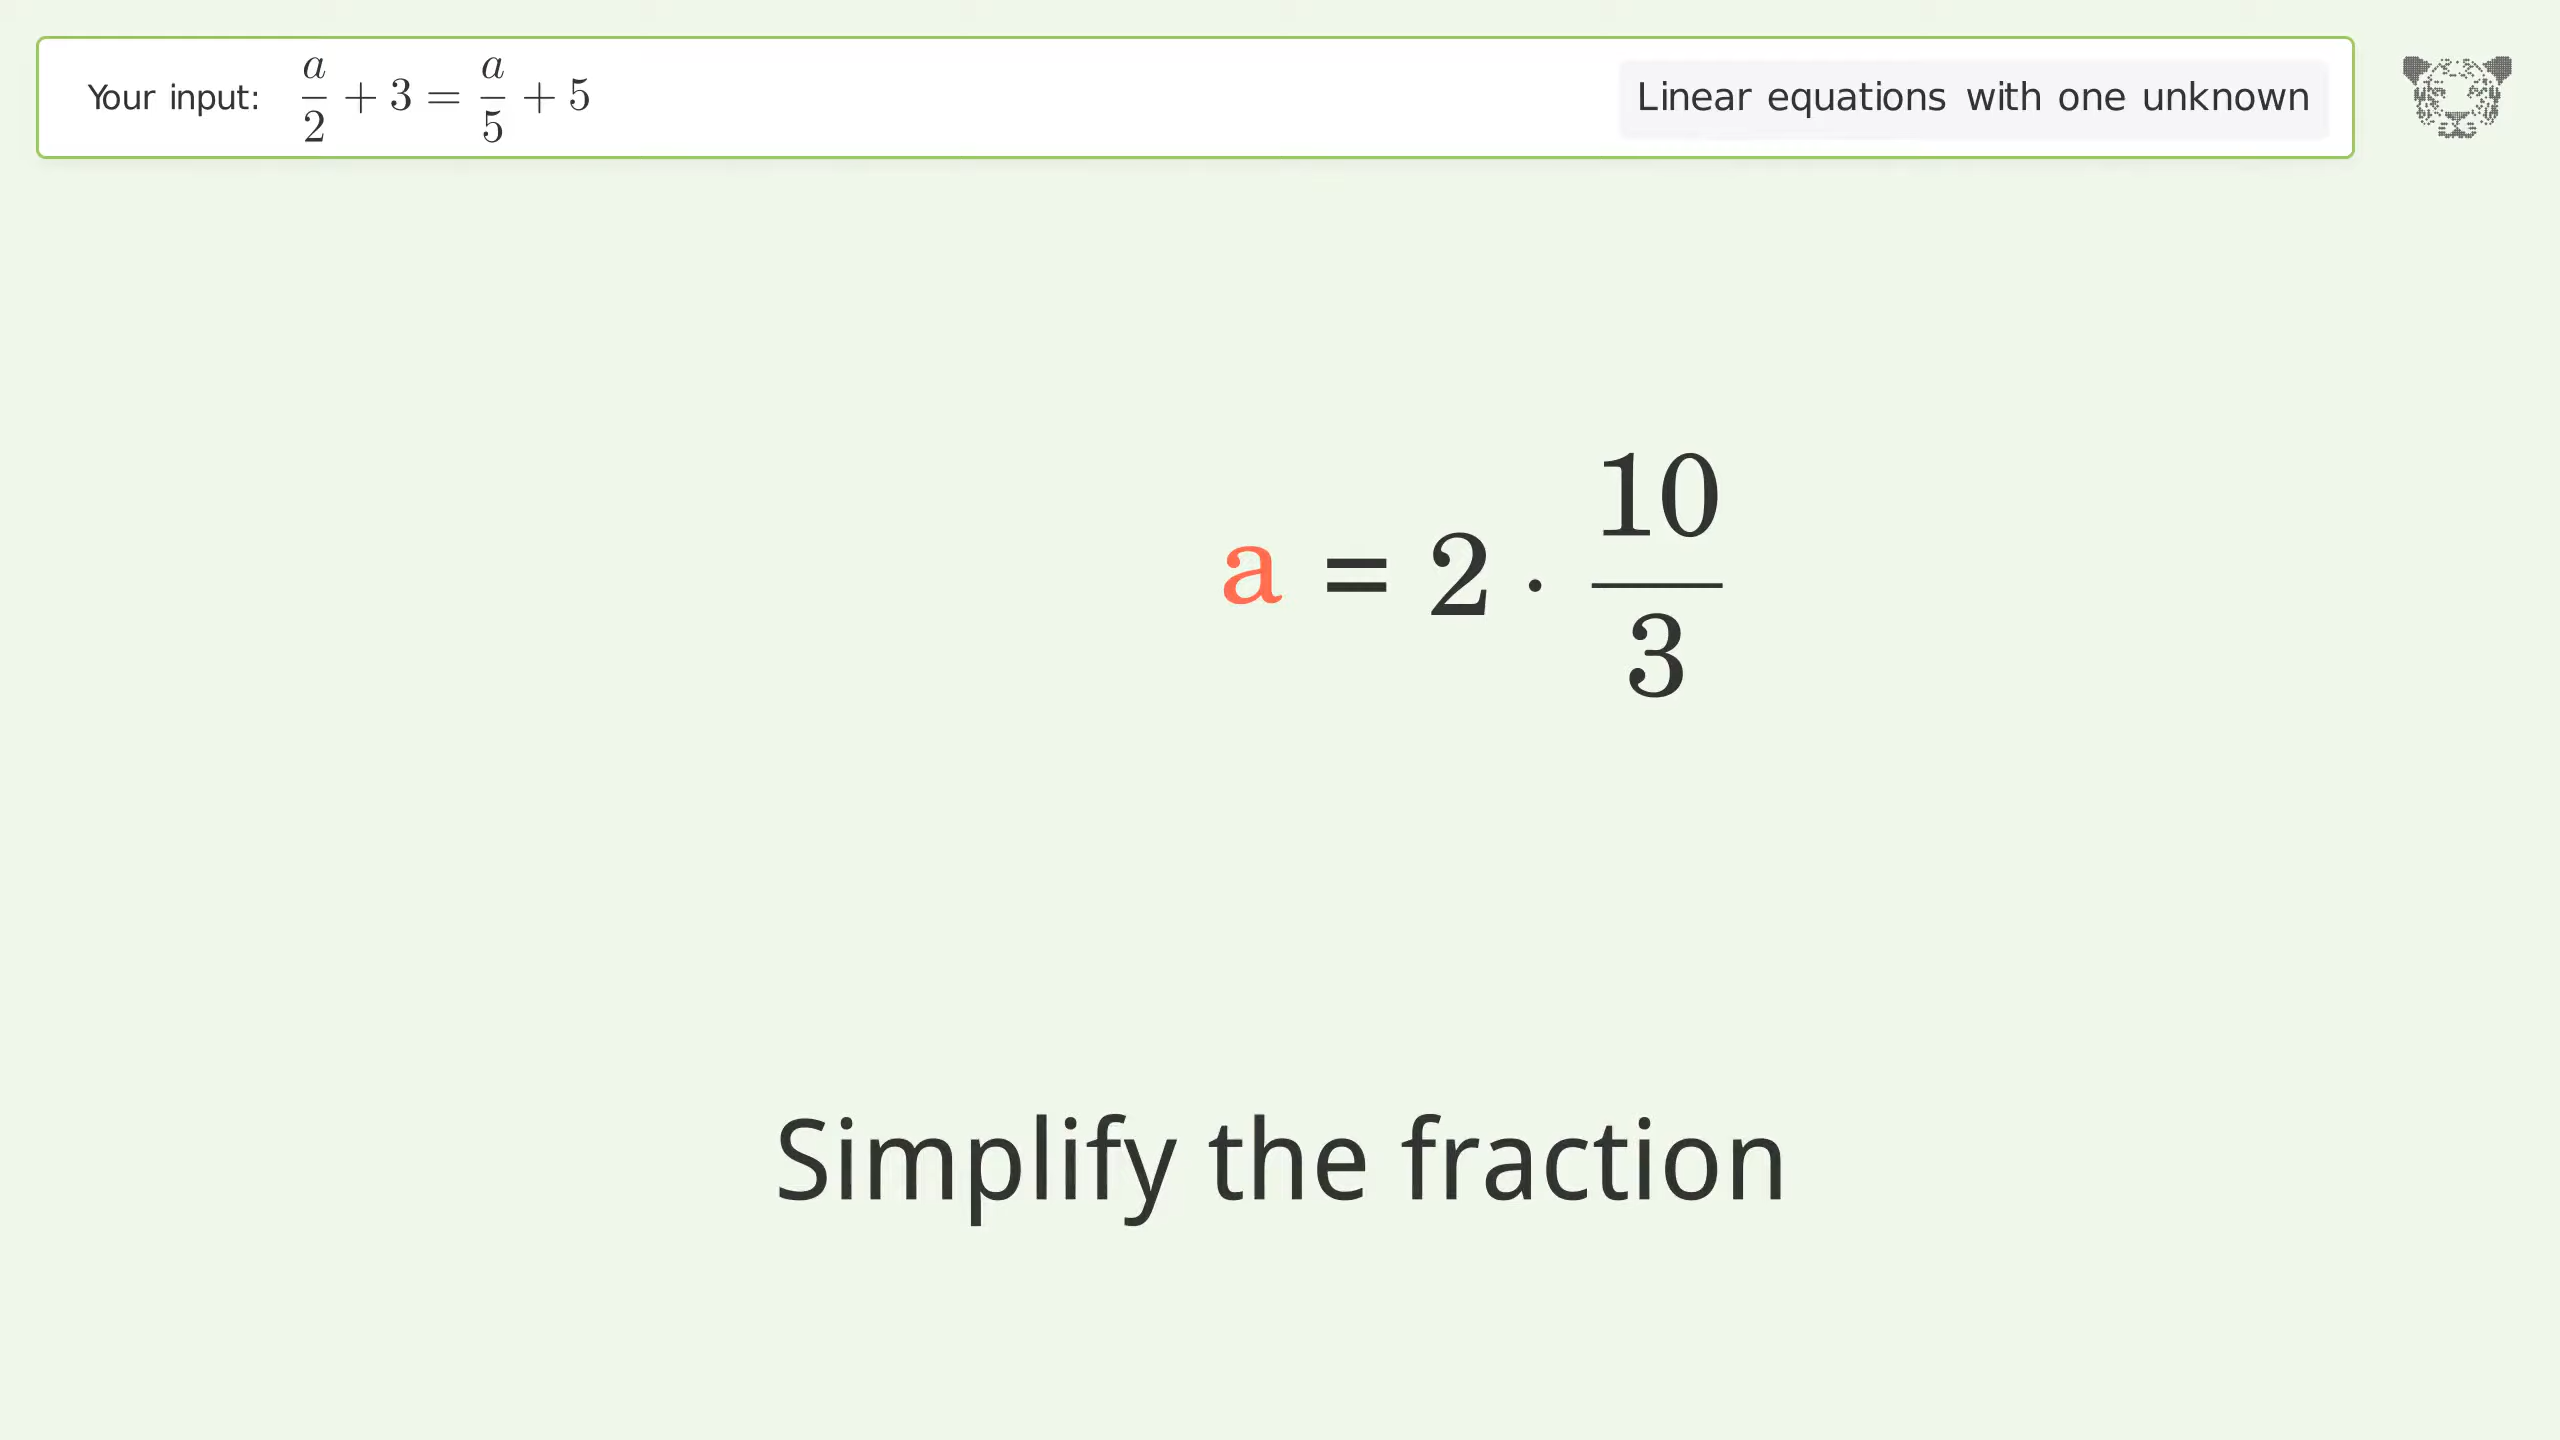 Your input: a/2 + 3 = a/5 + 5
Linear equations with one unknown
a = 2 · 10/3
Simplify the fraction